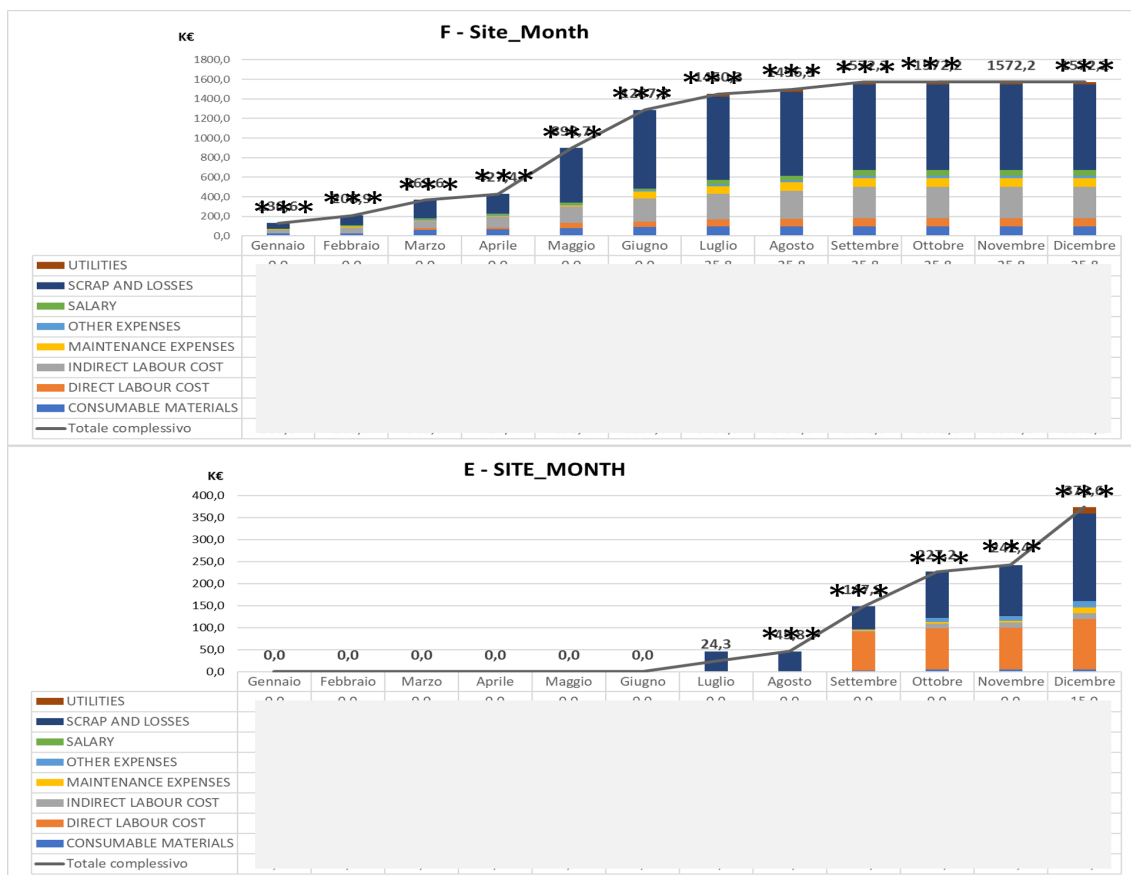 F - Site_Month
K€
1800,0
1600,0
1400,0
1200,0
1000,0
800,0
600,0
400,0
200,0
0,0
***
***
***
***
***
***
***
***
***
***
1572,2
***
Gennaio Febbraio Marzo Aprile Maggio Giugno Luglio Agosto Settembre Ottobre Novembre Dicembre
UTILITIES
SCRAP AND LOSSES
SALARY
OTHER EXPENSES
MAINTENANCE EXPENSES
INDIRECT LABOUR COST
DIRECT LABOUR COST
CONSUMABLE MATERIALS
Totale complessivo
E - SITE_MONTH
K€
400,0
350,0
300,0
250,0
200,0
150,0
100,0
50,0
0,0
0,0 0,0 0,0 0,0 0,0 0,0 24,3 *** *** *** *** ***
Gennaio Febbraio Marzo Aprile Maggio Giugno Luglio Agosto Settembre Ottobre Novembre Dicembre
UTILITIES
SCRAP AND LOSSES
SALARY
OTHER EXPENSES
MAINTENANCE EXPENSES
INDIRECT LABOUR COST
DIRECT LABOUR COST
CONSUMABLE MATERIALS
Totale complessivo